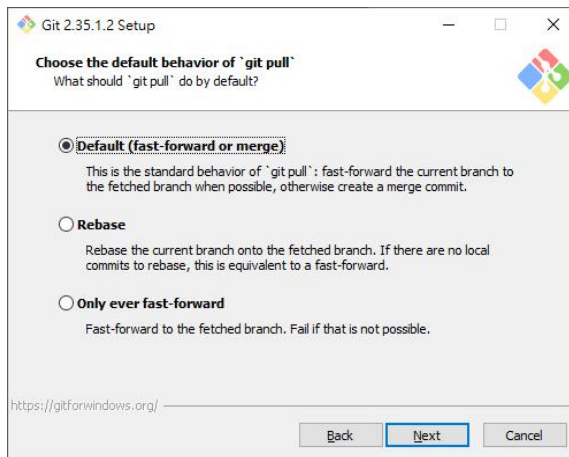 Git 2.35.1.2 Setup
Choose the default behavior of `git pull`
What should `git pull` do by default?
Default (fast-forward or merge)
This is the standard behavior of `git pull`: fast-forward the current branch to
the fetched branch when possible, otherwise create a merge commit.
Rebase
Rebase the current branch onto the fetched branch. If there are no local
commits to rebase, this is equivalent to a fast-forward.
Only ever fast-forward
Fast-forward to the fetched branch. Fail if that is not possible.
https://gitforwindows.org/
Back Next Cancel